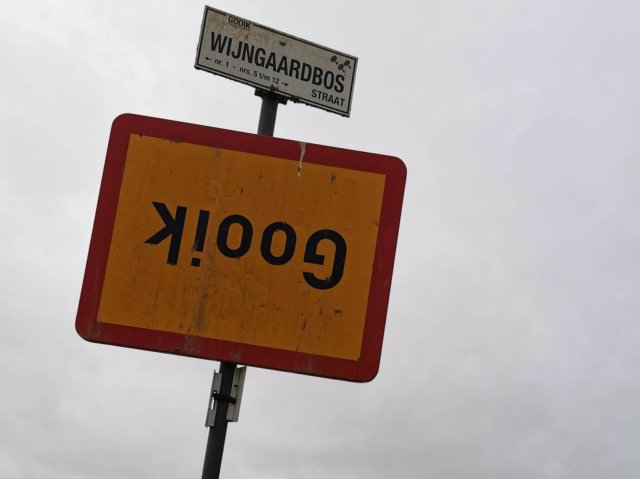 GOOIK
WIJNGAARDBOS
← nr. 1 - nrs. 5 t/m 12 →
STRAAT
Gooik